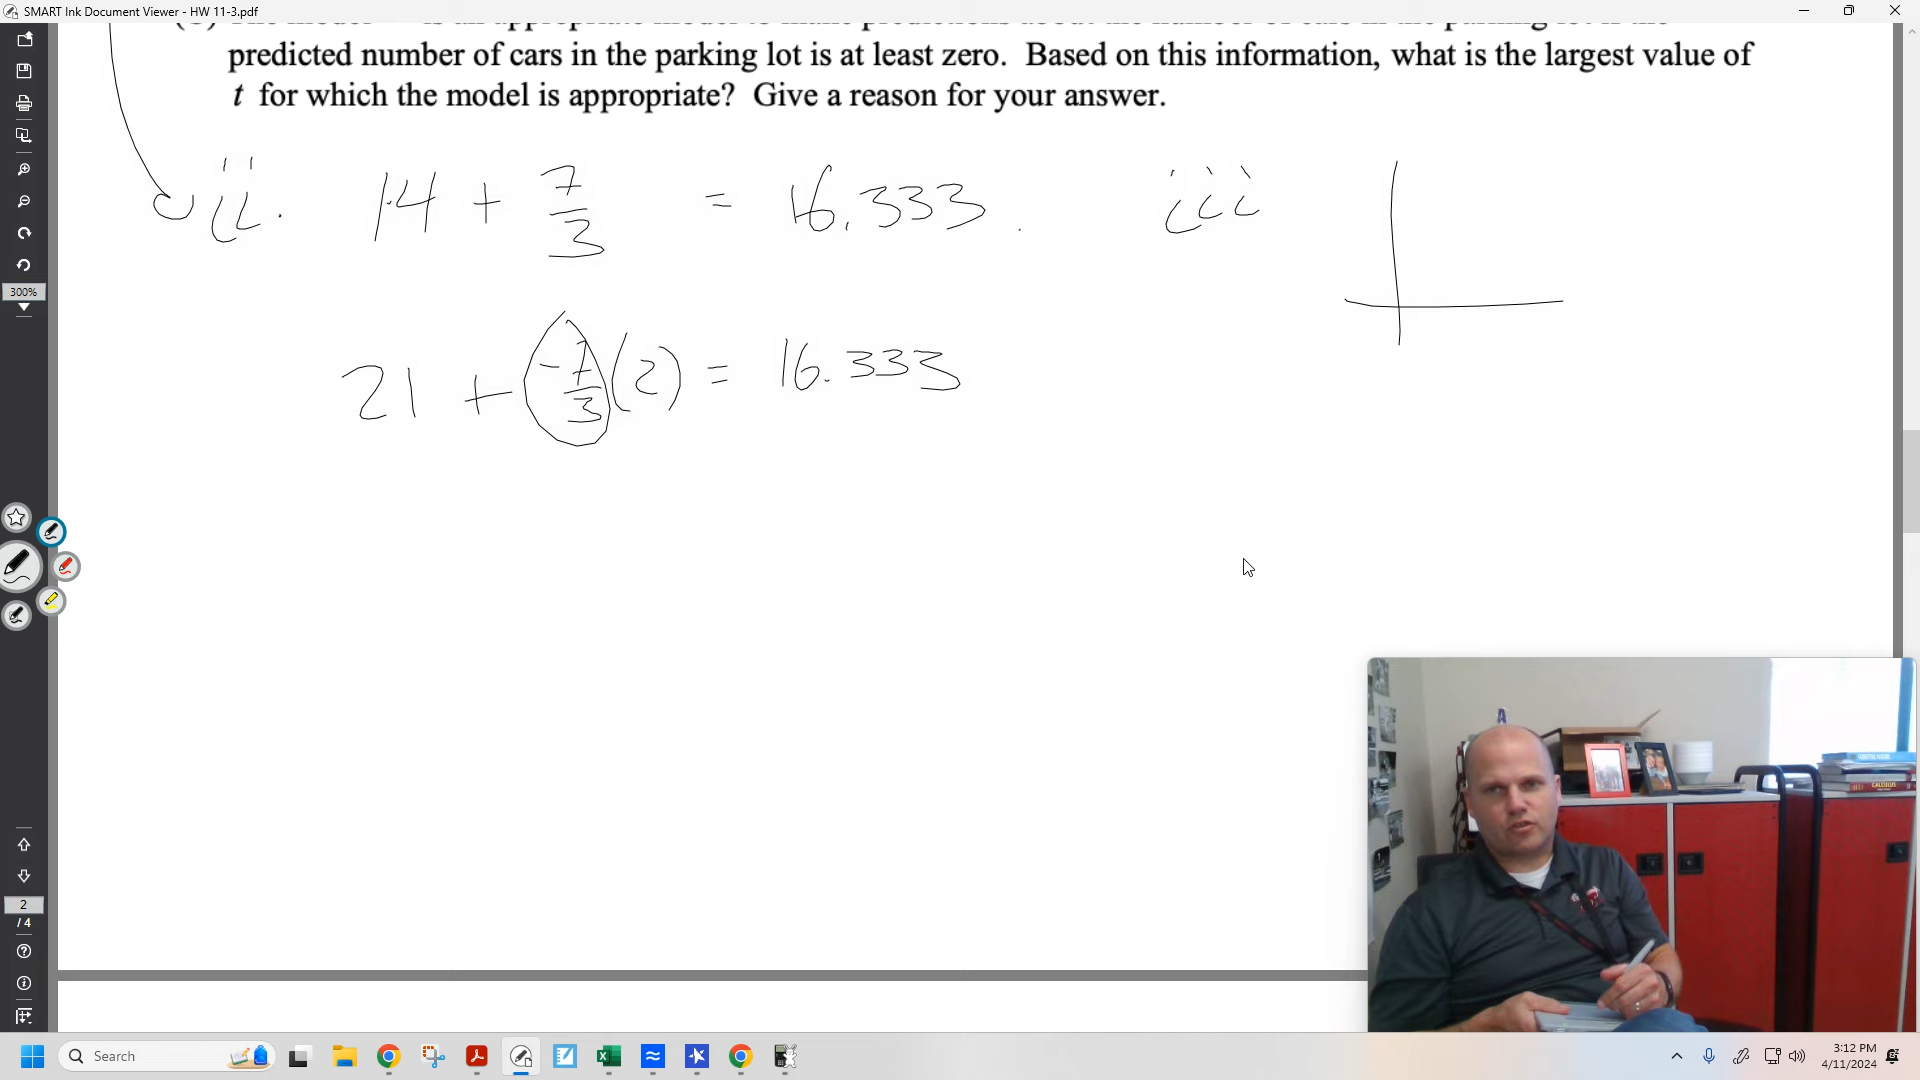 SMART Ink Document Viewer - HW 11-3.pdf
predicted number of cars in the parking lot is at least zero. Based on this information, what is the largest value of
t for which the model is appropriate? Give a reason for your answer.
ii. 14 + 7/3 = 16.333.
iii
21 + (-7/3)(2) = 16.333
300%
2
/ 4
CALCULUS
Search
3:12 PM
4/11/2024